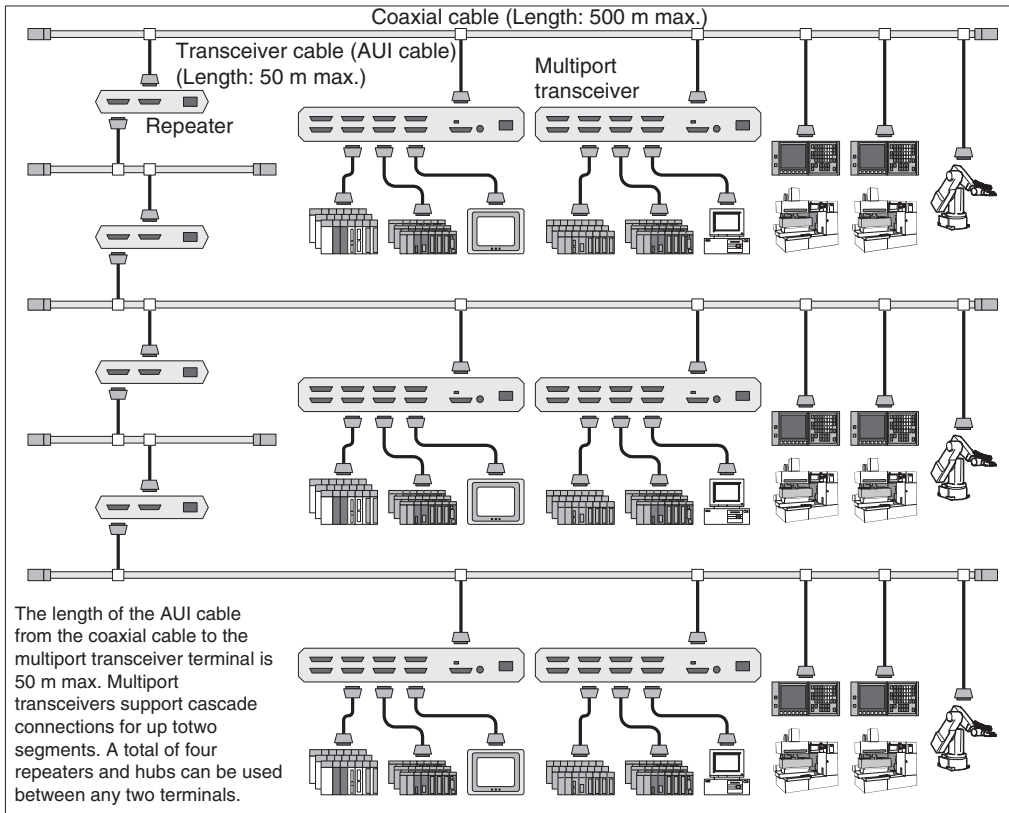 Coaxial cable (Length: 500 m max.)
Transceiver cable (AUI cable)
(Length: 50 m max.)
Multiport
transceiver
Repeater
The length of the AUI cable
from the coaxial cable to the
multiport transceiver terminal is
50 m max. Multiport
transceivers support cascade
connections for up totwo
segments. A total of four
repeaters and hubs can be used
between any two terminals.